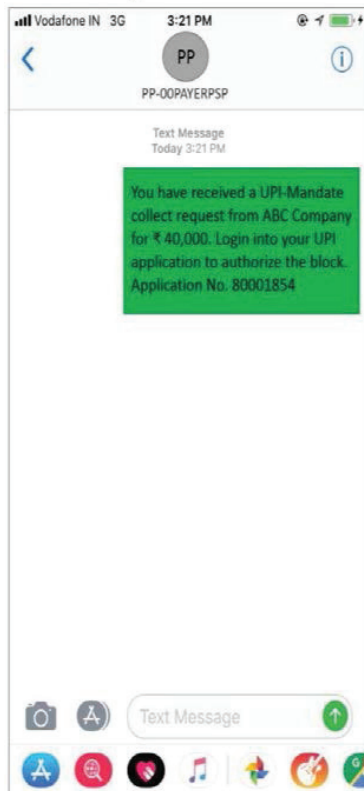 Vodafone IN 3G 3:21 PM
PP
PP-00PAYERPSP
Text Message
Today 3:21 PM
You have received a UPI-Mandate
collect request from ABC Company
for ₹ 40,000. Login into your UPI
application to authorize the block.
Application No. 80001854
Text Message